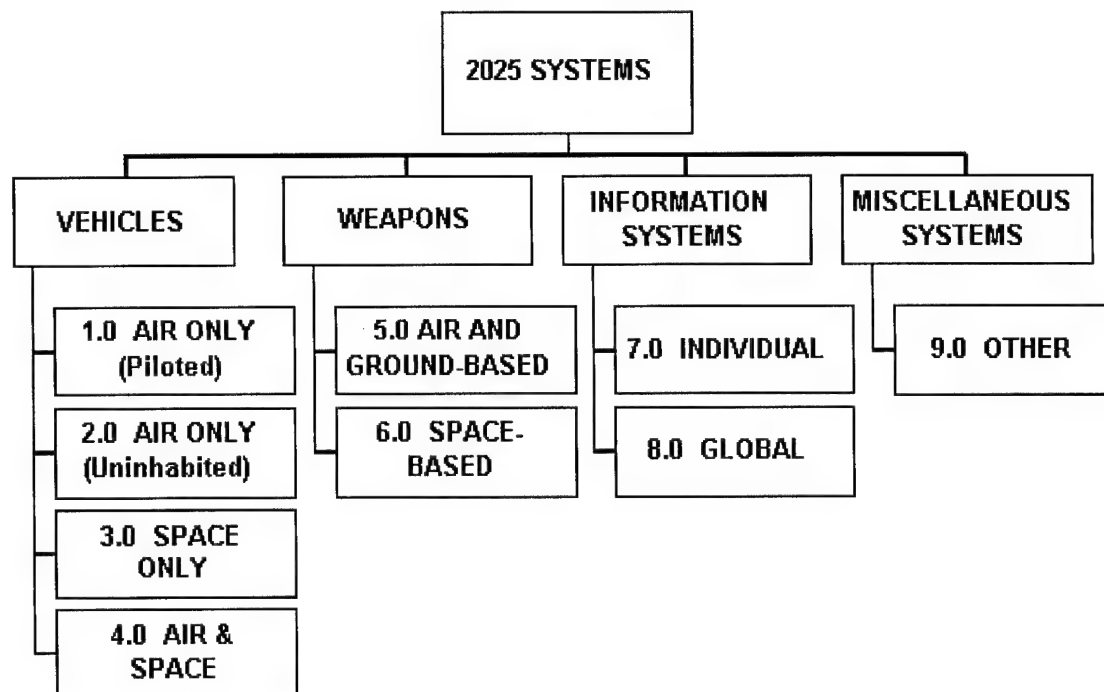 2025 SYSTEMS
VEHICLES
WEAPONS
INFORMATION
SYSTEMS
MISCELLANEOUS
SYSTEMS
1.0 AIR ONLY
(Piloted)
2.0 AIR ONLY
(Uninhabited)
3.0 SPACE
ONLY
4.0 AIR &
SPACE
5.0 AIR AND
GROUND-BASED
6.0 SPACE-
BASED
7.0 INDIVIDUAL
8.0 GLOBAL
9.0 OTHER